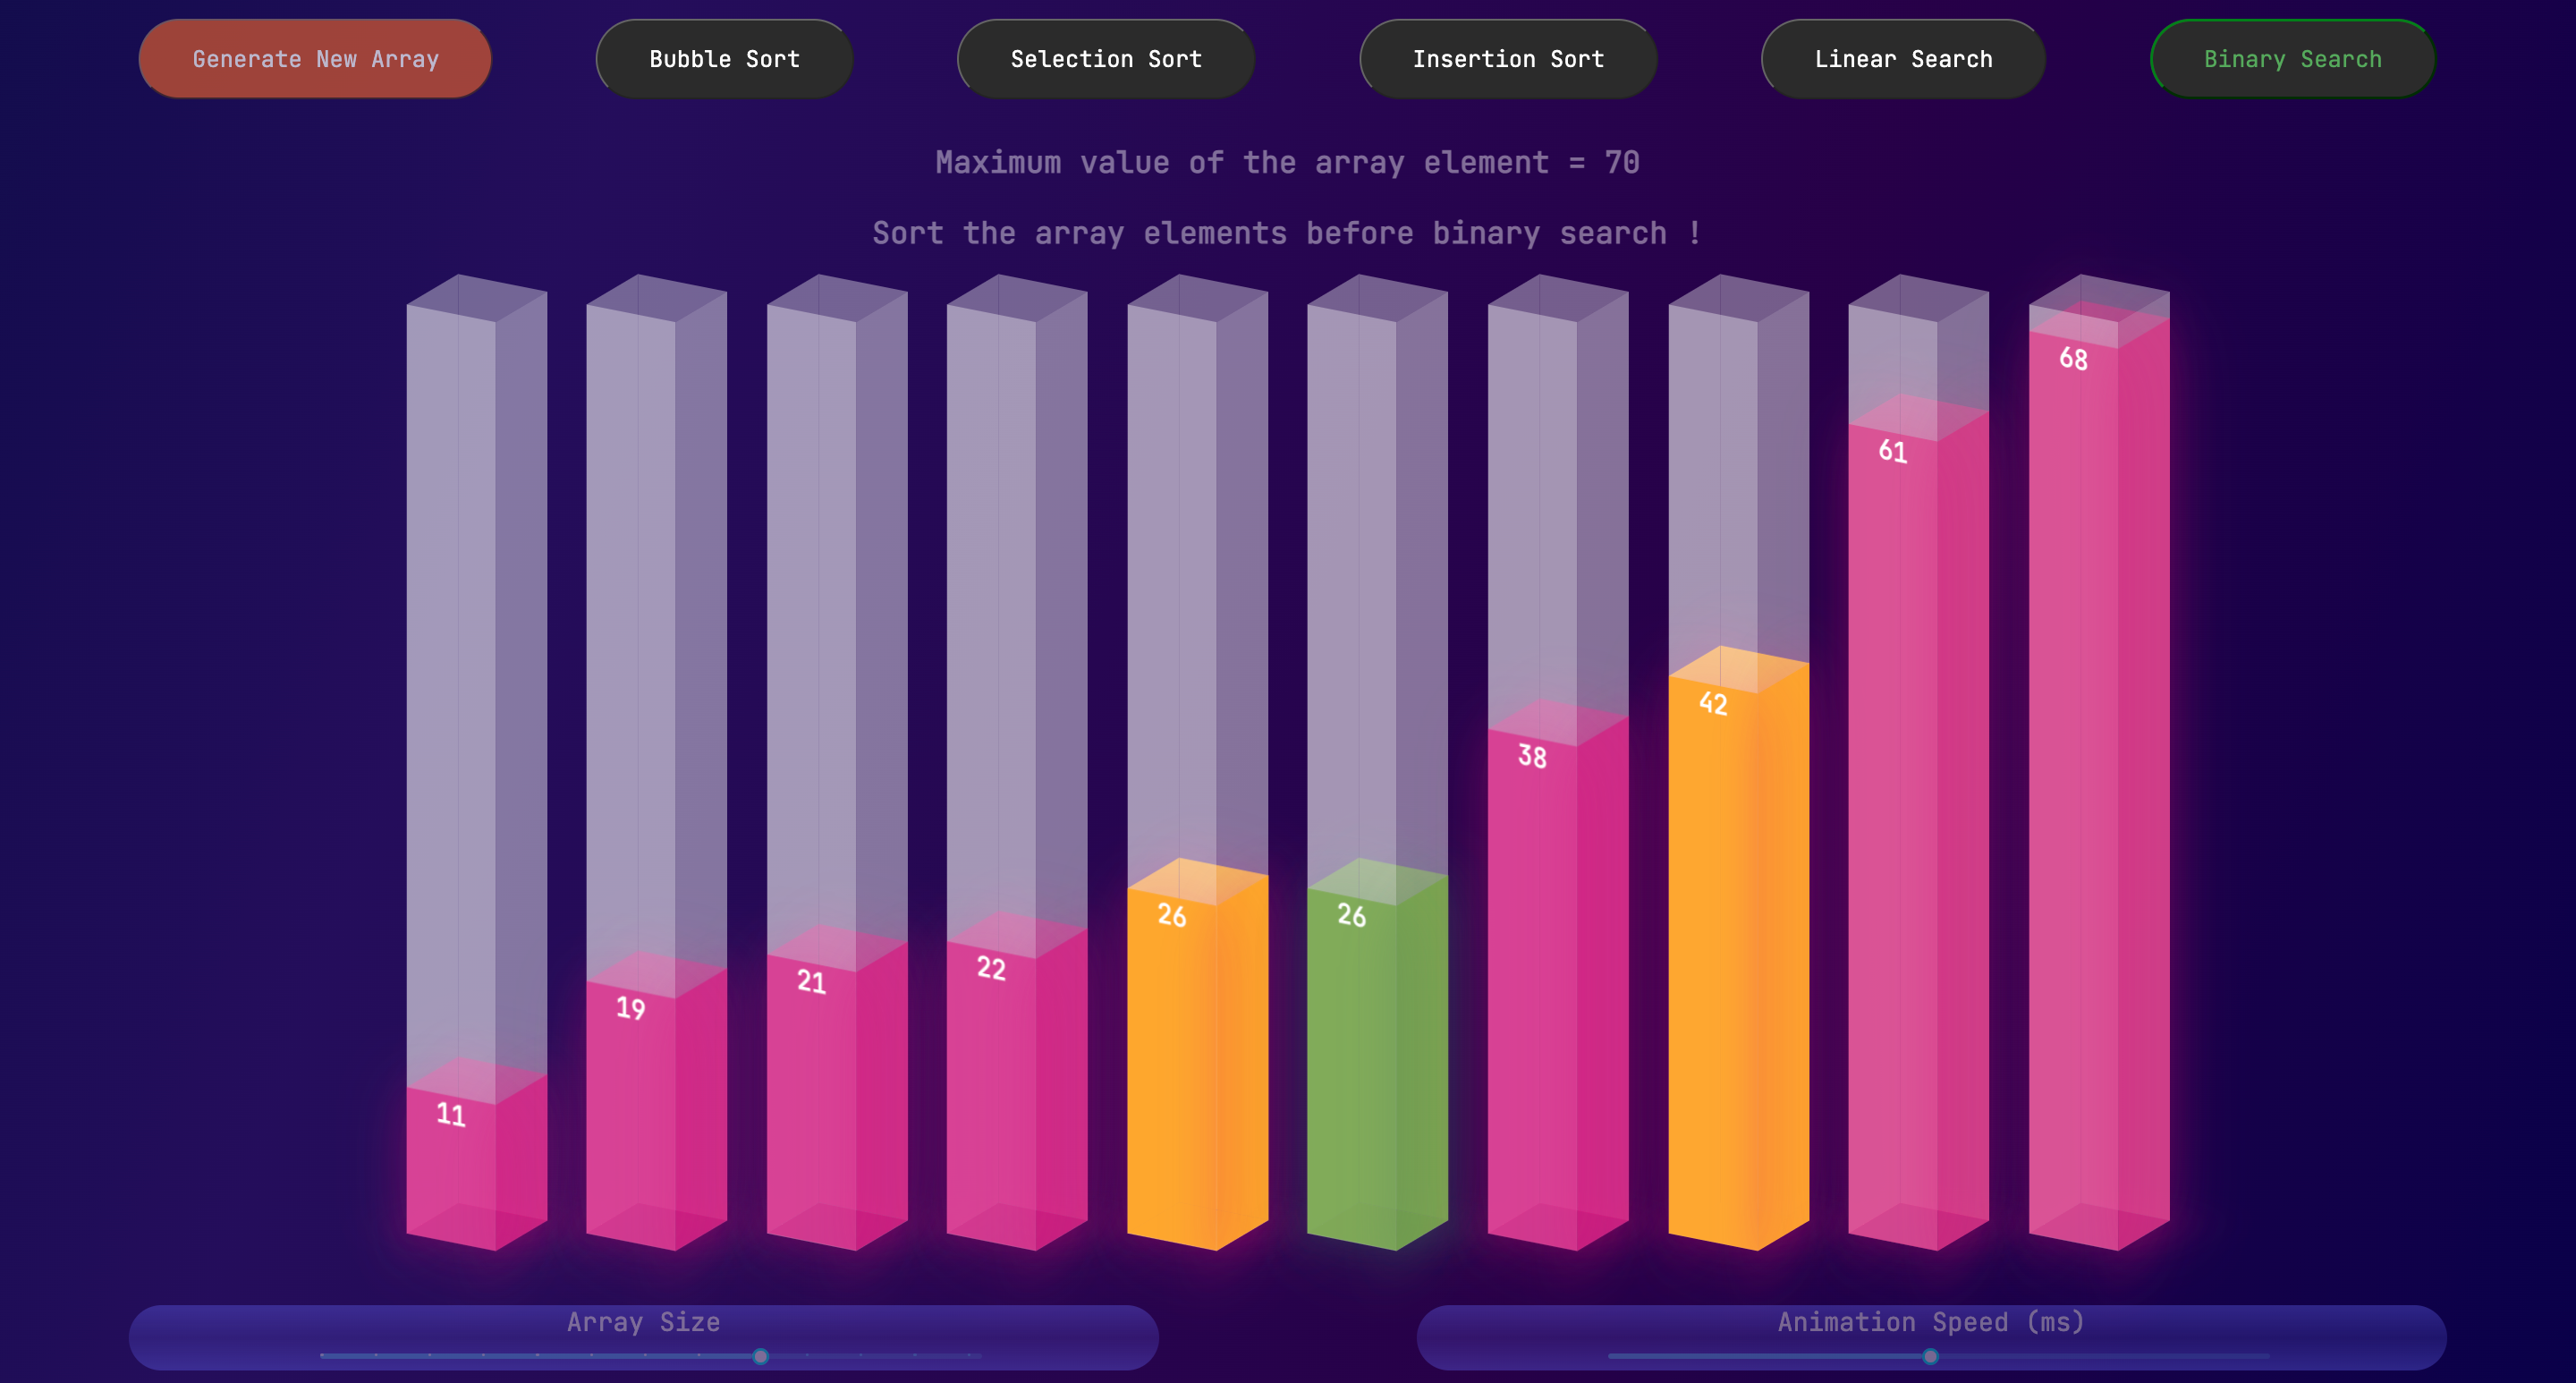 Generate New Array
Bubble Sort
Selection Sort
Insertion Sort
Linear Search
Binary Search
Maximum value of the array element = 70
Sort the array elements before binary search !
11
19
21
22
26
26
38
42
61
68
Array Size
Animation Speed (ms)